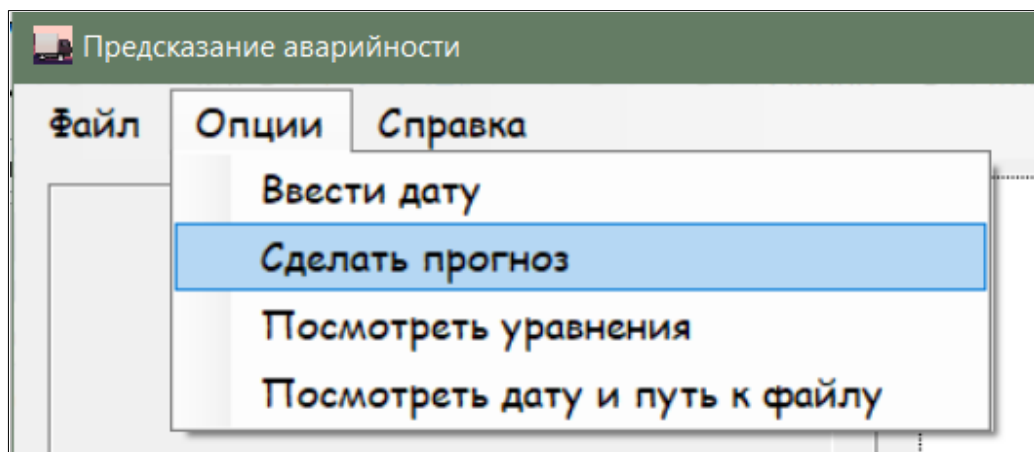 Предсказание аварийности
Файл Опции Справка
Ввести дату
Сделать прогноз
Посмотреть уравнения
Посмотреть дату и путь к файлу